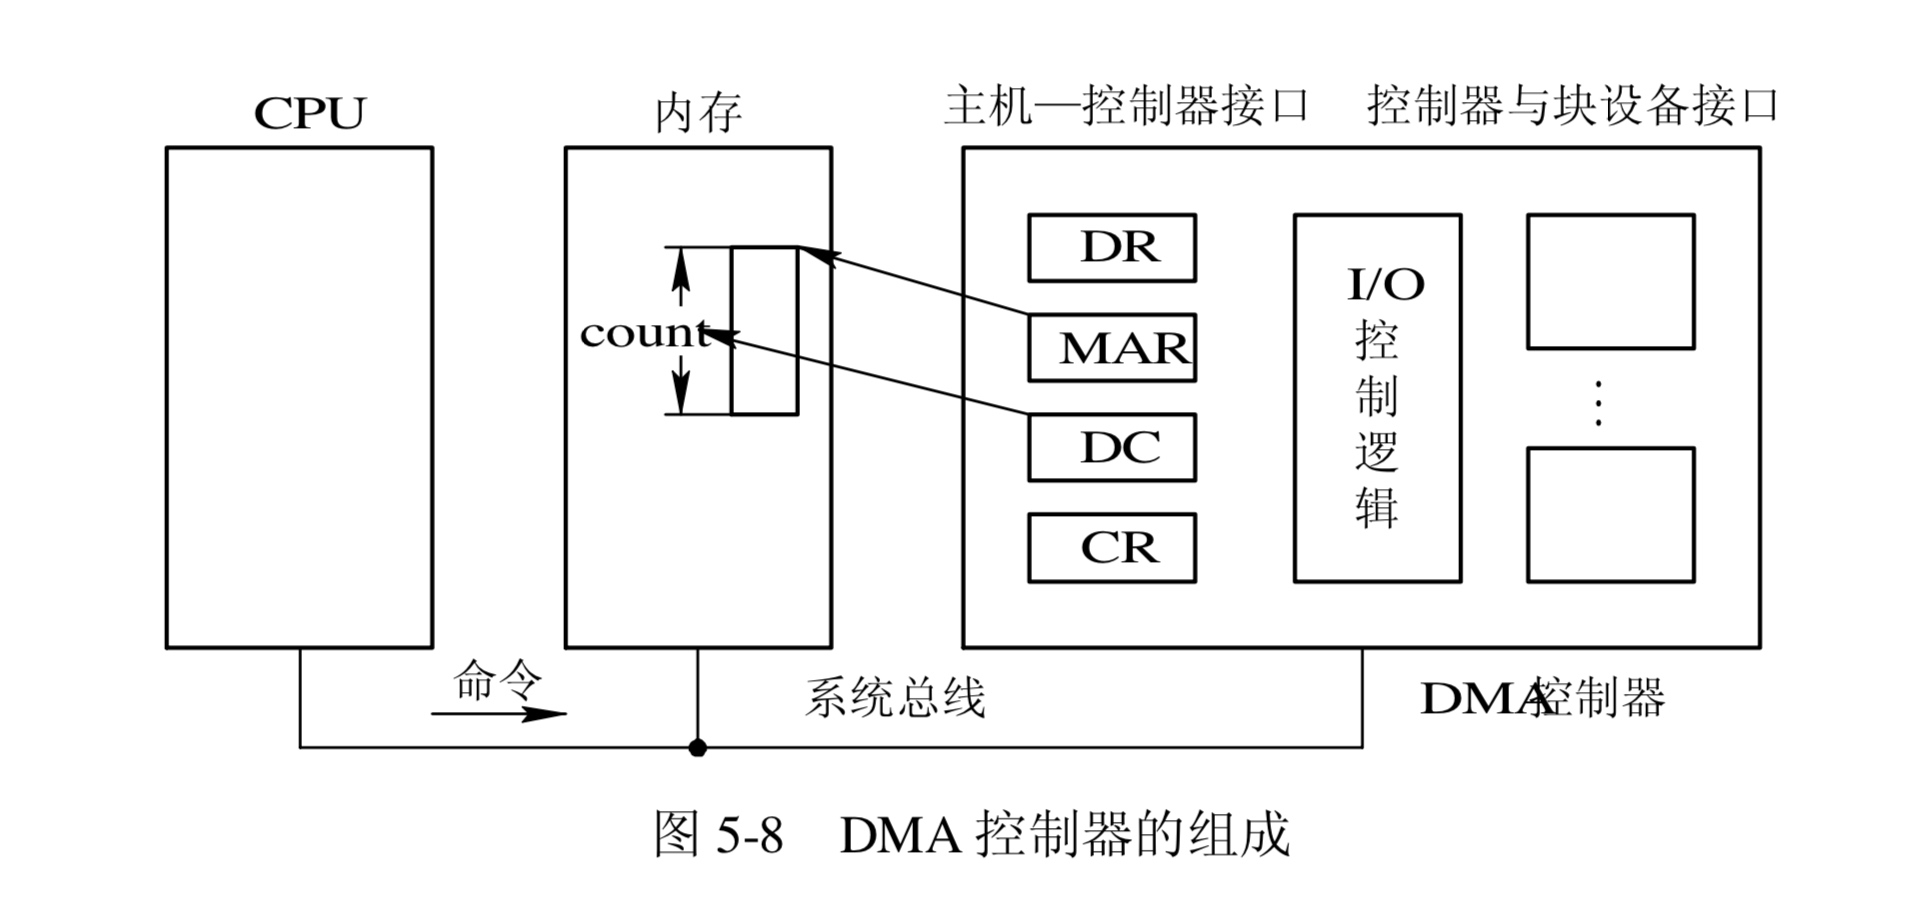 CPU
内存
主机—控制器接口
控制器与块设备接口
count
DR
MAR
DC
CR
I/O
控
制
逻
辑
命令
系统总线
DMA控制器
图 5-8 DMA 控制器的组成